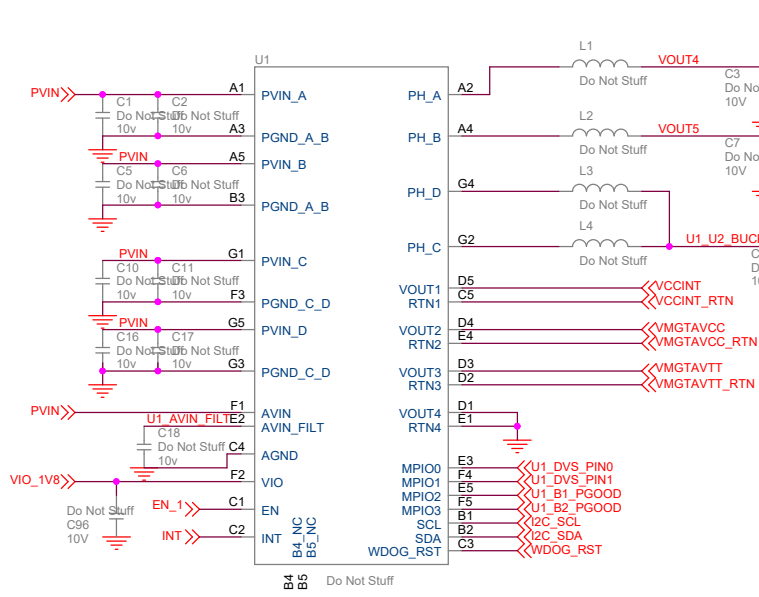 L1
U1
VOUT4
PVIN A1 PVIN_A PH_A A2 Do Not Stuff C3
C1 C2 Do No
Do Not Stuff Do Not Stuff 10V
10v 10v
L2
A3 PGND_A_B PH_B A4 VOUT5
PVIN A5 PVIN_B Do Not Stuff C7
C5 C6 Do No
Do Not Stuff Do Not Stuff L3 10V
10v 10v PH_D G4
B3 PGND_A_B Do Not Stuff
L4
PH_C G2 U1_U2_BUC
PVIN G1 PVIN_C Do Not Stuff
C10 C11
Do Not Stuff Do Not Stuff
10v 10v VOUT1 D5 VCCINT
F3 PGND_C_D RTN1 C5 VCCINT_RTN
PVIN G5 PVIN_D VOUT2 D4 VMGTAVCC
C16 C17 RTN2 E4 VMGTAVCC_RTN
Do Not Stuff Do Not Stuff
10v 10v
G3 PGND_C_D VOUT3 D3 VMGTAVTT
RTN3 D2 VMGTAVTT_RTN
PVIN F1 AVIN VOUT4 D1
U1_AVIN_FILT E2 AVIN_FILT RTN4 E1
C18
Do Not Stuff
10v
C4 AGND
MPIO0 E3 U1_DVS_PIN0
VIO_1V8 F2 VIO MPIO1 F4 U1_DVS_PIN1
MPIO2 E5 U1_B1_PGOOD
EN_1 C1 EN MPIO3 F5 U1_B2_PGOOD
Do Not Stuff SCL B1 I2C_SCL
C96
10V
INT C2 INT SDA B2 I2C_SDA
B4_NC
B5_NC
WDOG_RST C3 WDOG_RST
B4
B5
Do Not Stuff